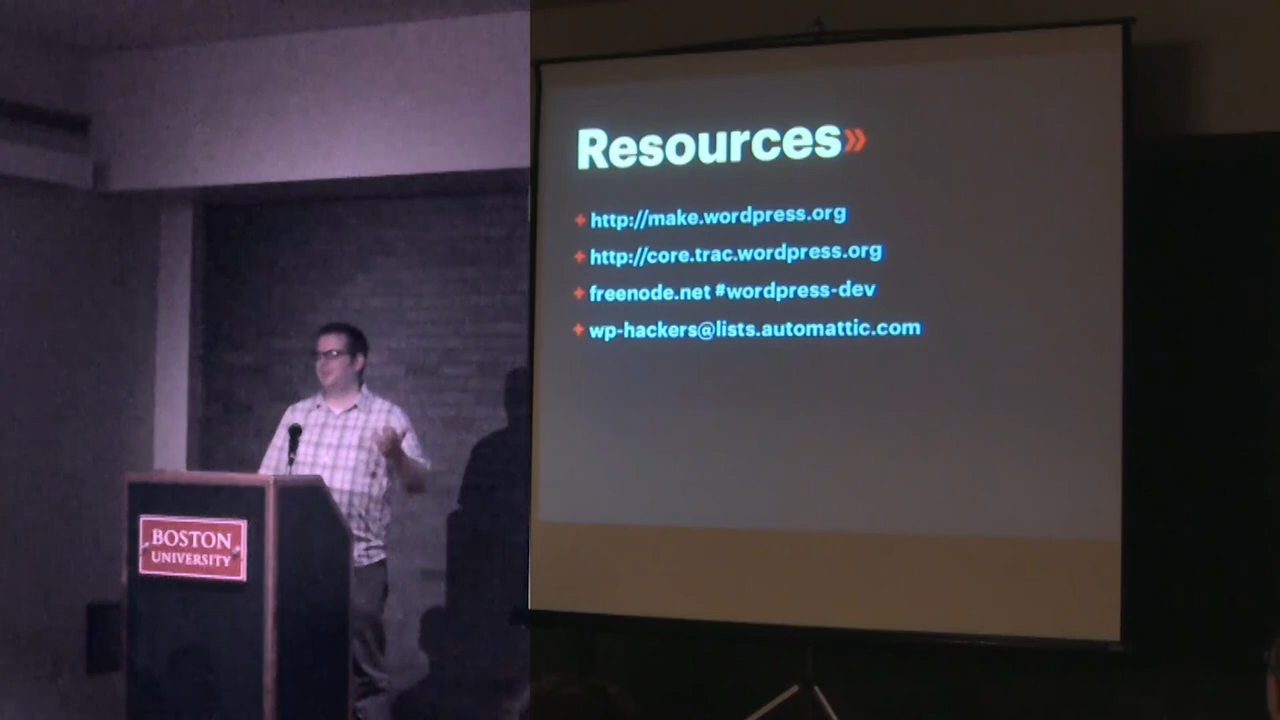 BOSTON
UNIVERSITY
Resources»
+ http://make.wordpress.org
+ http://core.trac.wordpress.org
+ freenode.net #wordpress-dev
+ wp-hackers@lists.automattic.com